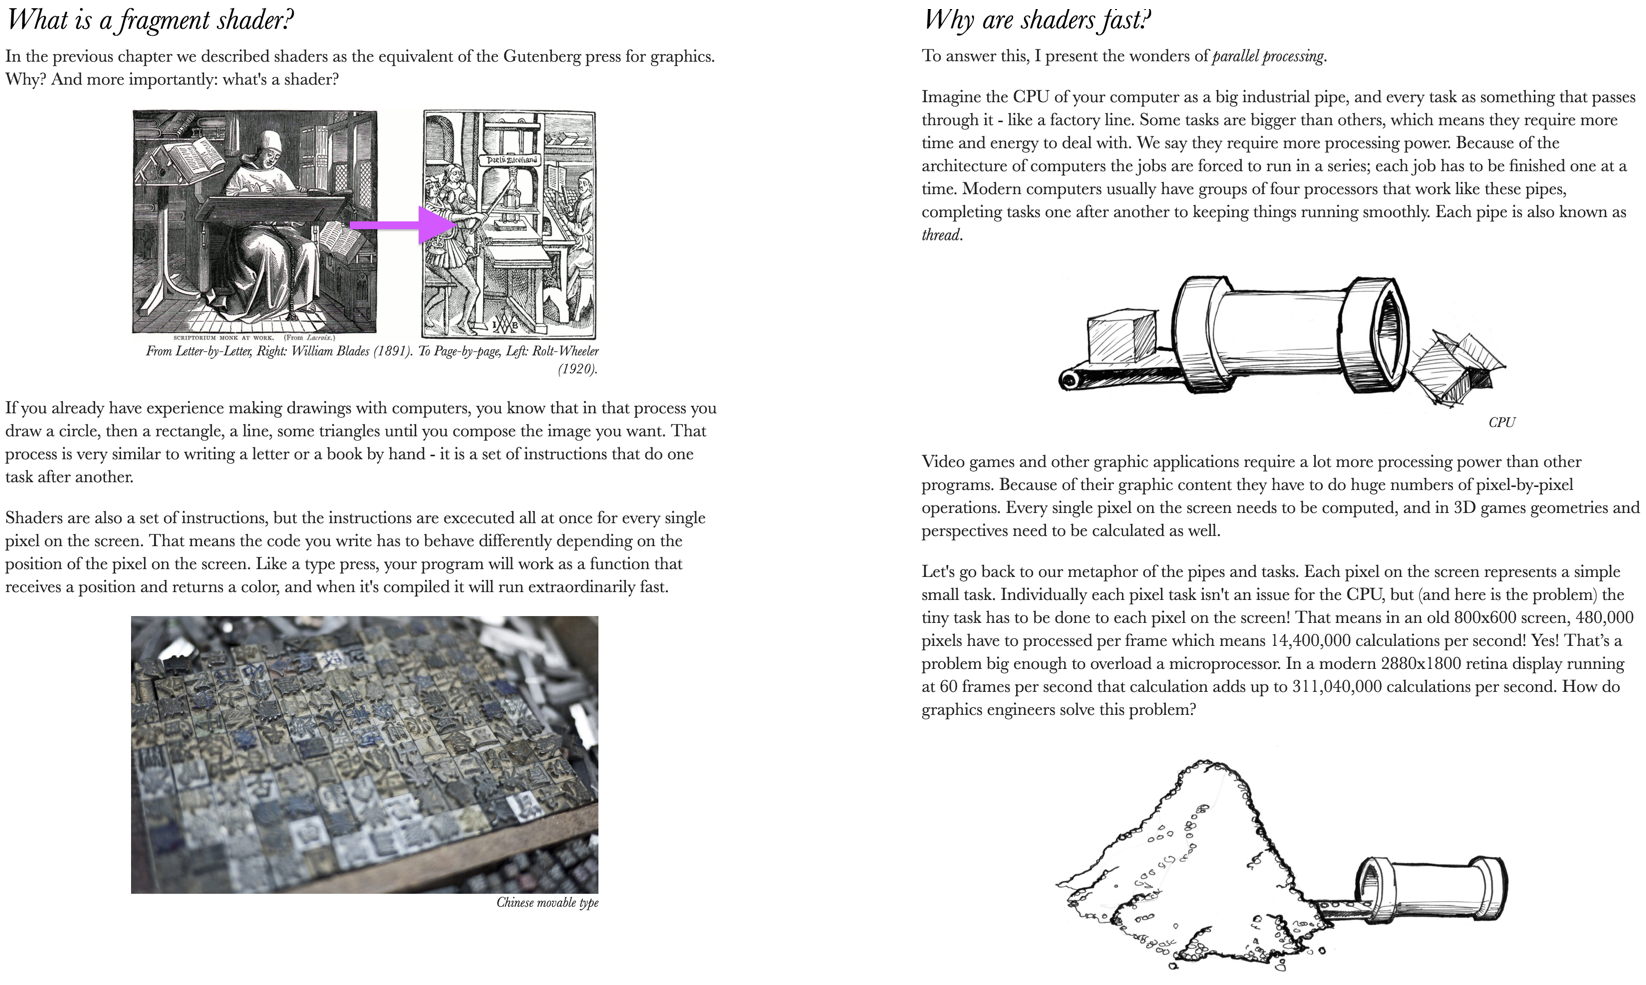 What is a fragment shader?
In the previous chapter we described shaders as the equivalent of the Gutenberg press for graphics.
Why? And more importantly: what's a shader?
Paelū Zũcehand
SCRIPTORIUM MONK AT WORK. (From Lacroix.)
From Letter-by-Letter, Right: William Blades (1891). To Page-by-page, Left: Rolt-Wheeler
(1920).
If you already have experience making drawings with computers, you know that in that process you
draw a circle, then a rectangle, a line, some triangles until you compose the image you want. That
process is very similar to writing a letter or a book by hand - it is a set of instructions that do one
task after another.
Shaders are also a set of instructions, but the instructions are excecuted all at once for every single
pixel on the screen. That means the code you write has to behave differently depending on the
position of the pixel on the screen. Like a type press, your program will work as a function that
receives a position and returns a color, and when it's compiled it will run extraordinarily fast.
Chinese movable type
Why are shaders fast?
To answer this, I present the wonders of parallel processing.
Imagine the CPU of your computer as a big industrial pipe, and every task as something that passes
through it - like a factory line. Some tasks are bigger than others, which means they require more
time and energy to deal with. We say they require more processing power. Because of the
architecture of computers the jobs are forced to run in a series; each job has to be finished one at a
time. Modern computers usually have groups of four processors that work like these pipes,
completing tasks one after another to keeping things running smoothly. Each pipe is also known as
thread.
CPU
Video games and other graphic applications require a lot more processing power than other
programs. Because of their graphic content they have to do huge numbers of pixel-by-pixel
operations. Every single pixel on the screen needs to be computed, and in 3D games geometries and
perspectives need to be calculated as well.
Let's go back to our metaphor of the pipes and tasks. Each pixel on the screen represents a simple
small task. Individually each pixel task isn't an issue for the CPU, but (and here is the problem) the
tiny task has to be done to each pixel on the screen! That means in an old 800x600 screen, 480,000
pixels have to processed per frame which means 14,400,000 calculations per second! Yes! That’s a
problem big enough to overload a microprocessor. In a modern 2880x1800 retina display running
at 60 frames per second that calculation adds up to 311,040,000 calculations per second. How do
graphics engineers solve this problem?